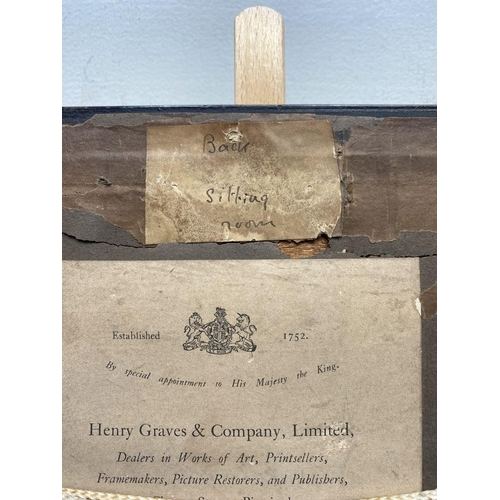 Back
sitting
room
Established 1752.
By special appointment to His Majesty the King.
Henry Graves & Company, Limited,
Dealers in Works of Art, Printsellers,
Framemakers, Picture Restorers, and Publishers,